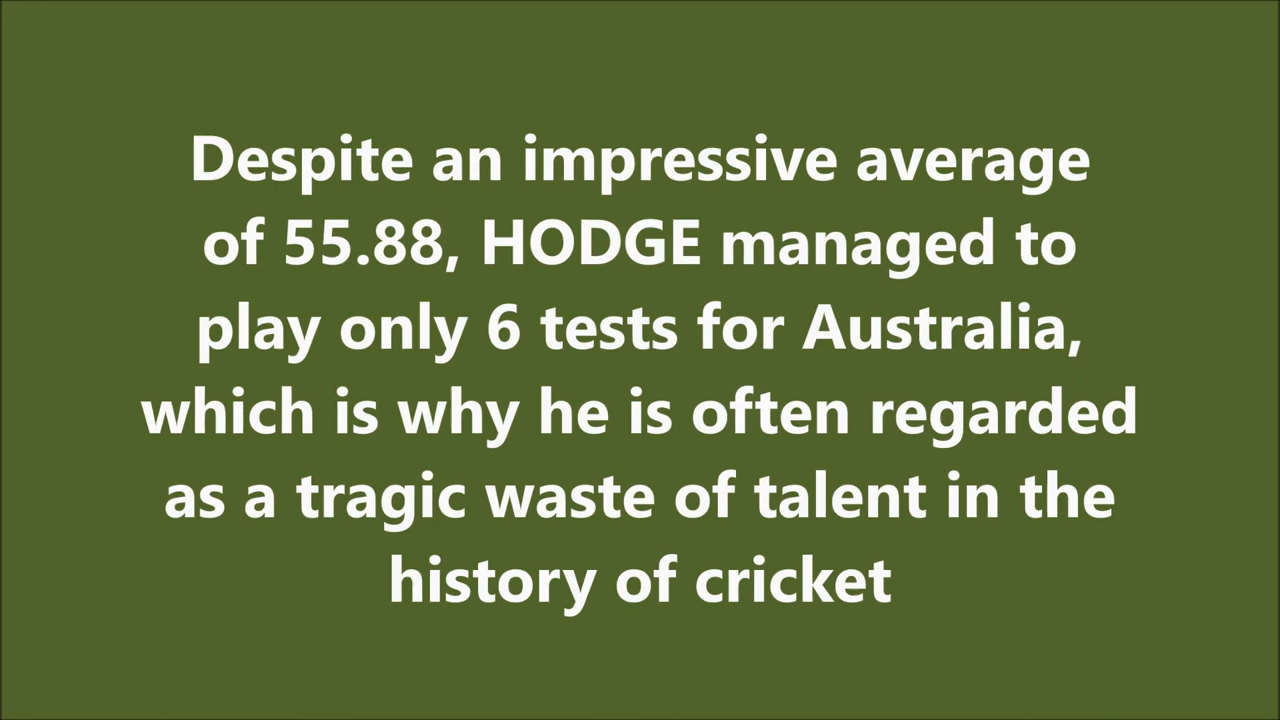 Despite an impressive average
of 55.88, HODGE managed to
play only 6 tests for Australia,
which is why he is often regarded
as a tragic waste of talent in the
history of cricket